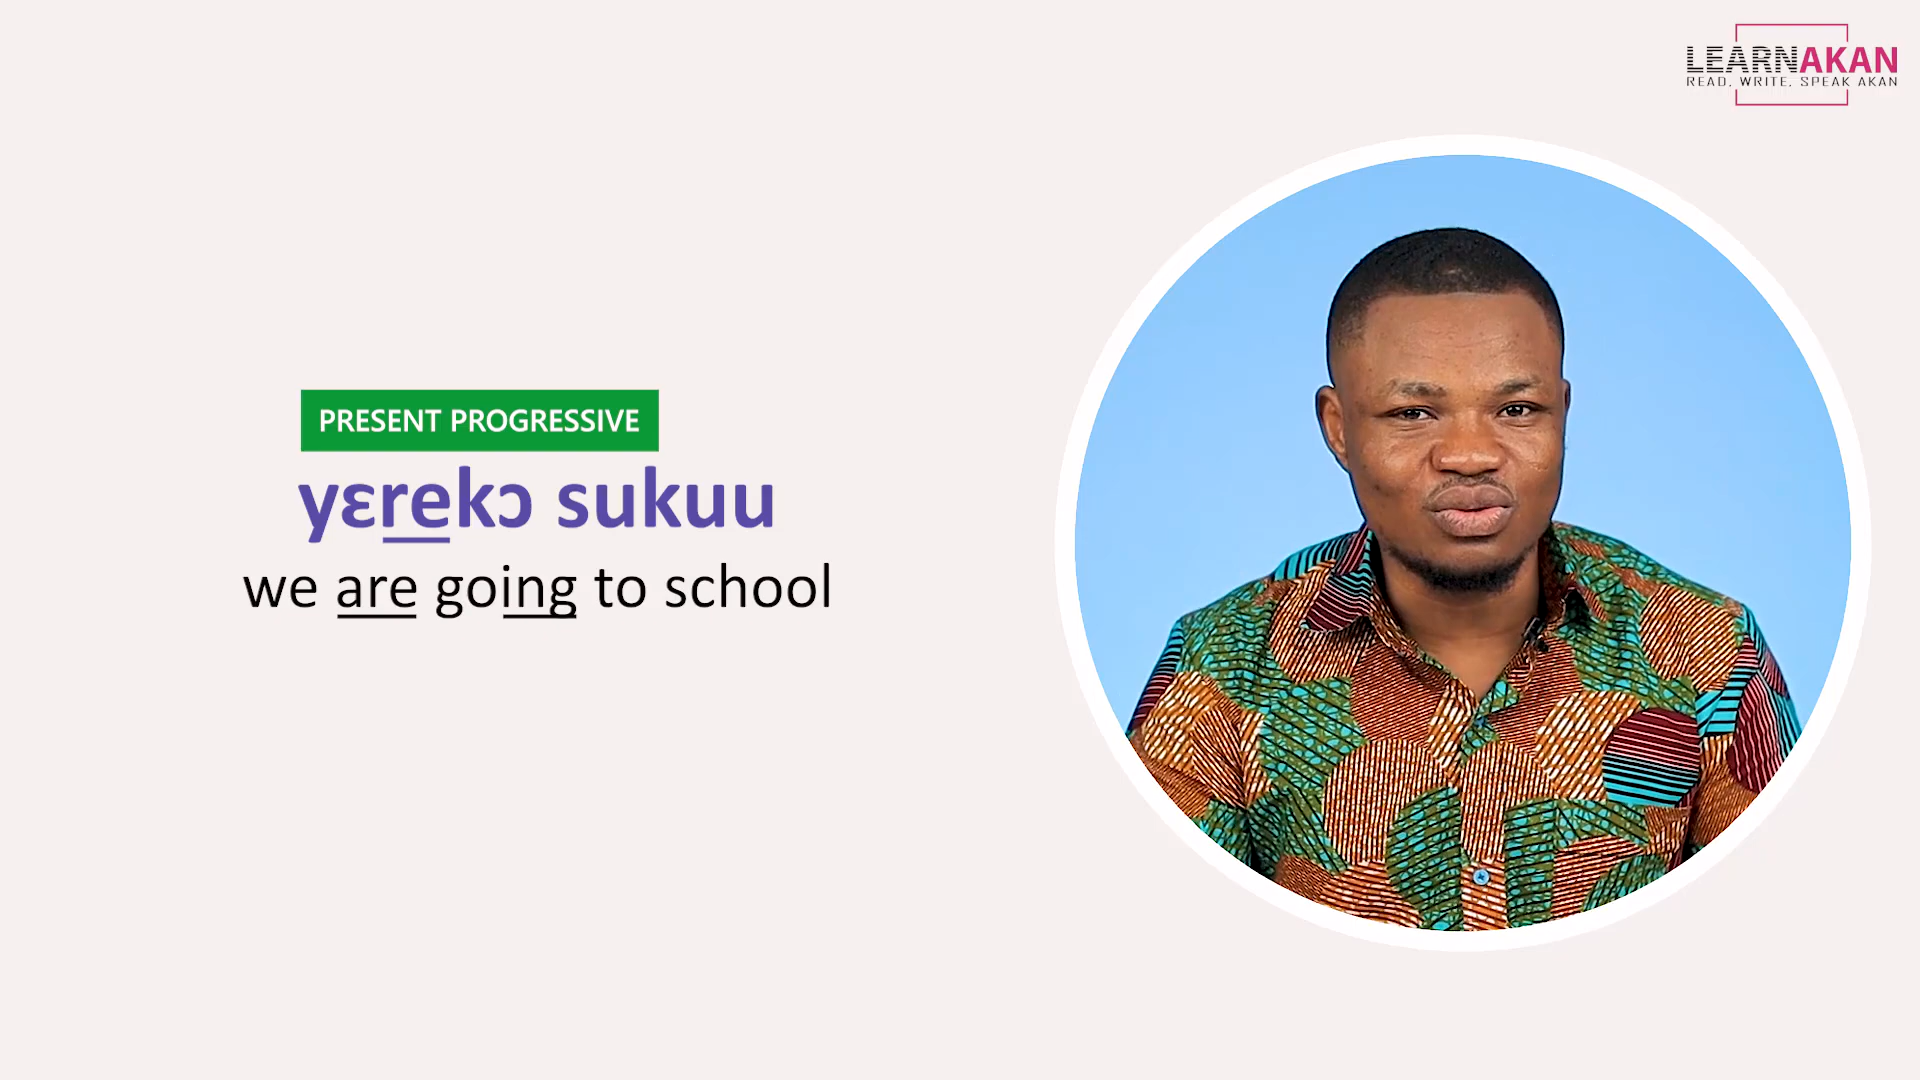 LEARNAKAN
READ, WRITE, SPEAK AKAN
PRESENT PROGRESSIVE
yɛrekɔ sukuu
we are going to school